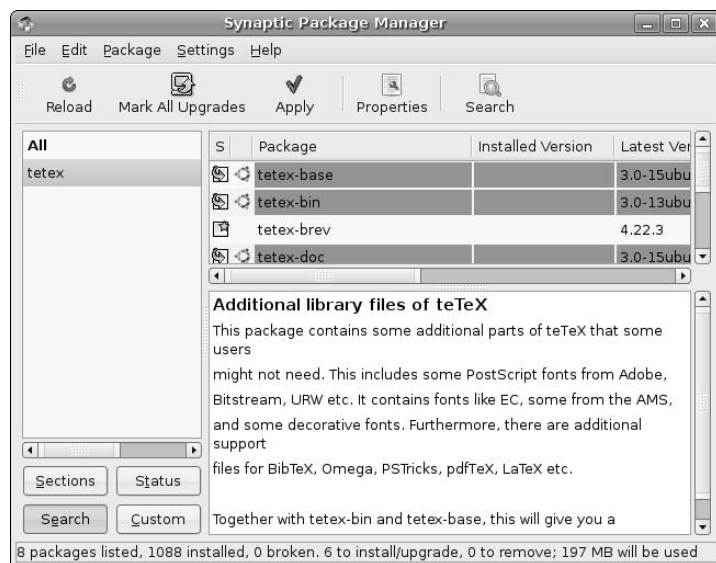 Synaptic Package Manager
File Edit Package Settings Help
Reload Mark All Upgrades Apply Properties Search
All
tetex
S Package Installed Version Latest Ver
tetex-base 3.0-15ubu
tetex-bin 3.0-13ubu
tetex-brev 4.22.3
tetex-doc 3.0-15ubu
Additional library files of teTeX
This package contains some additional parts of teTeX that some
users
might not need. This includes some PostScript fonts from Adobe,
Bitstream, URW etc. It contains fonts like EC, some from the AMS,
and some decorative fonts. Furthermore, there are additional
support
files for BibTeX, Omega, PSTricks, pdfTeX, LaTeX etc.
Together with tetex-bin and tetex-base, this will give you a
Sections Status
Search Custom
8 packages listed, 1088 installed, 0 broken. 6 to install/upgrade, 0 to remove; 197 MB will be used